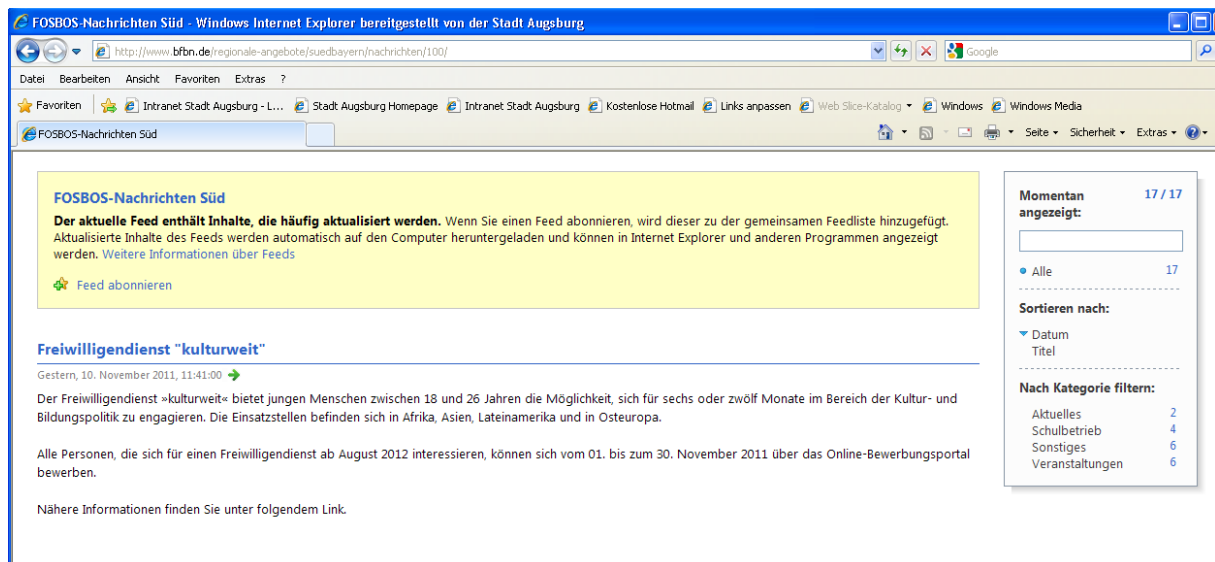 FOSBOS-Nachrichten Süd - Windows Internet Explorer bereitgestellt von der Stadt Augsburg
http://www.bfbn.de/regionale-angebote/suedbayern/nachrichten/100/
Google
Datei Bearbeiten Ansicht Favoriten Extras ?
Favoriten Intranet Stadt Augsburg - L... Stadt Augsburg Homepage Intranet Stadt Augsburg Kostenlose Hotmail Links anpassen Web Slice-Katalog Windows Windows Media
FOSBOS-Nachrichten Süd
Seite Sicherheit Extras
FOSBOS-Nachrichten Süd
Der aktuelle Feed enthält Inhalte, die häufig aktualisiert werden. Wenn Sie einen Feed abonnieren, wird dieser zu der gemeinsamen Feedliste hinzugefügt.
Aktualisierte Inhalte des Feeds werden automatisch auf den Computer heruntergeladen und können in Internet Explorer und anderen Programmen angezeigt
werden. Weitere Informationen über Feeds
Feed abonnieren
Freiwilligendienst "kulturweit"
Gestern, 10. November 2011, 11:41:00
Der Freiwilligendienst »kulturweit« bietet jungen Menschen zwischen 18 und 26 Jahren die Möglichkeit, sich für sechs oder zwölf Monate im Bereich der Kultur- und
Bildungspolitik zu engagieren. Die Einsatzstellen befinden sich in Afrika, Asien, Lateinamerika und in Osteuropa.
Alle Personen, die sich für einen Freiwilligendienst ab August 2012 interessieren, können sich vom 01. bis zum 30. November 2011 über das Online-Bewerbungsportal
bewerben.
Nähere Informationen finden Sie unter folgendem Link.
Momentan 17 / 17
angezeigt:
Alle 17
Sortieren nach:
Datum
Titel
Nach Kategorie filtern:
Aktuelles 2
Schulbetrieb 4
Sonstiges 6
Veranstaltungen 6